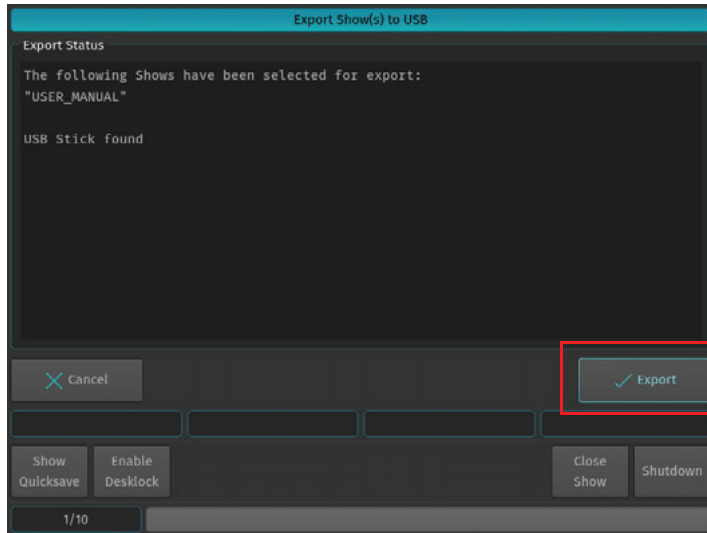 Export Show(s) to USB
Export Status
The following Shows have been selected for export:
"USER_MANUAL"
USB Stick found
Cancel
Export
Show Quicksave
Enable Desklock
Close Show
Shutdown
1/10